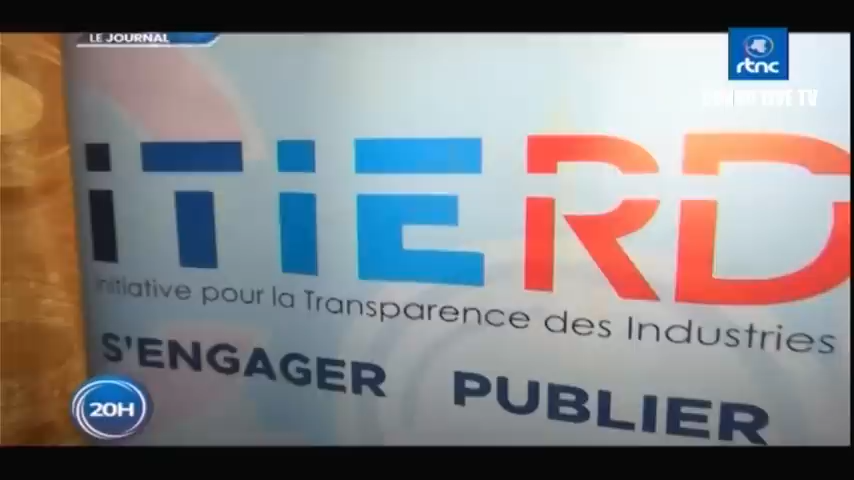 LE JOURNAL
rtnc
iTiERD
Initiative pour la Transparence des Industries
S'ENGAGER PUBLIER
20H